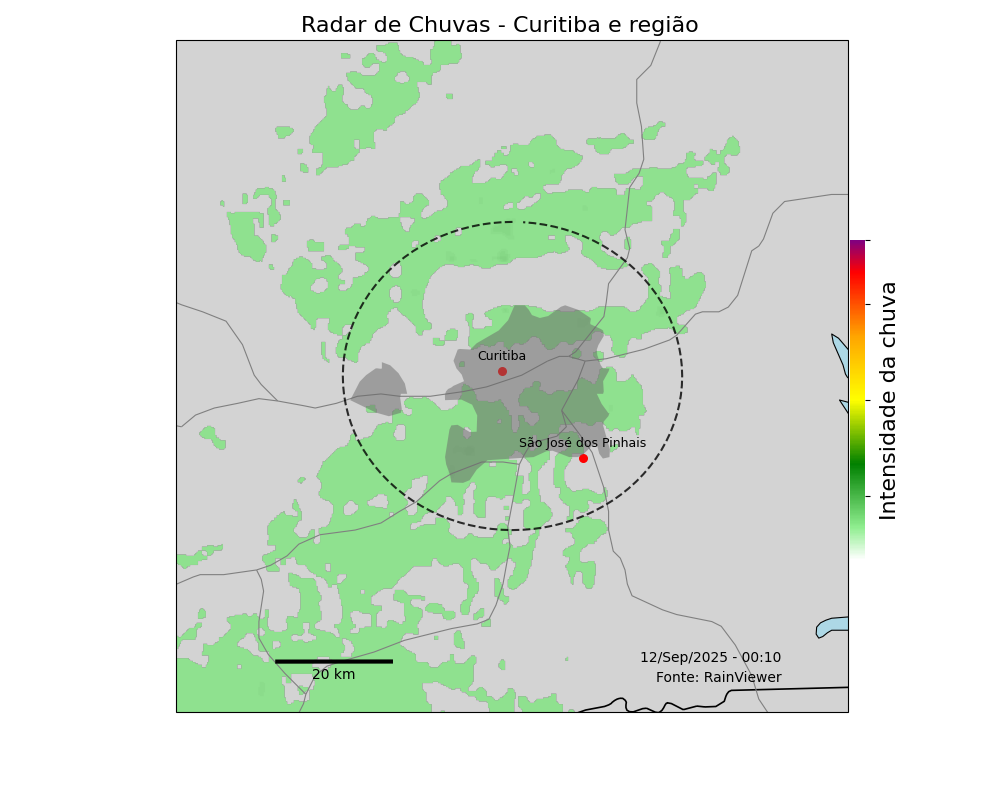 Radar de Chuvas - Curitiba e região
Curitiba
São José dos Pinhais
Intensidade da chuva
20 km
12/Sep/2025 - 00:10
Fonte: RainViewer